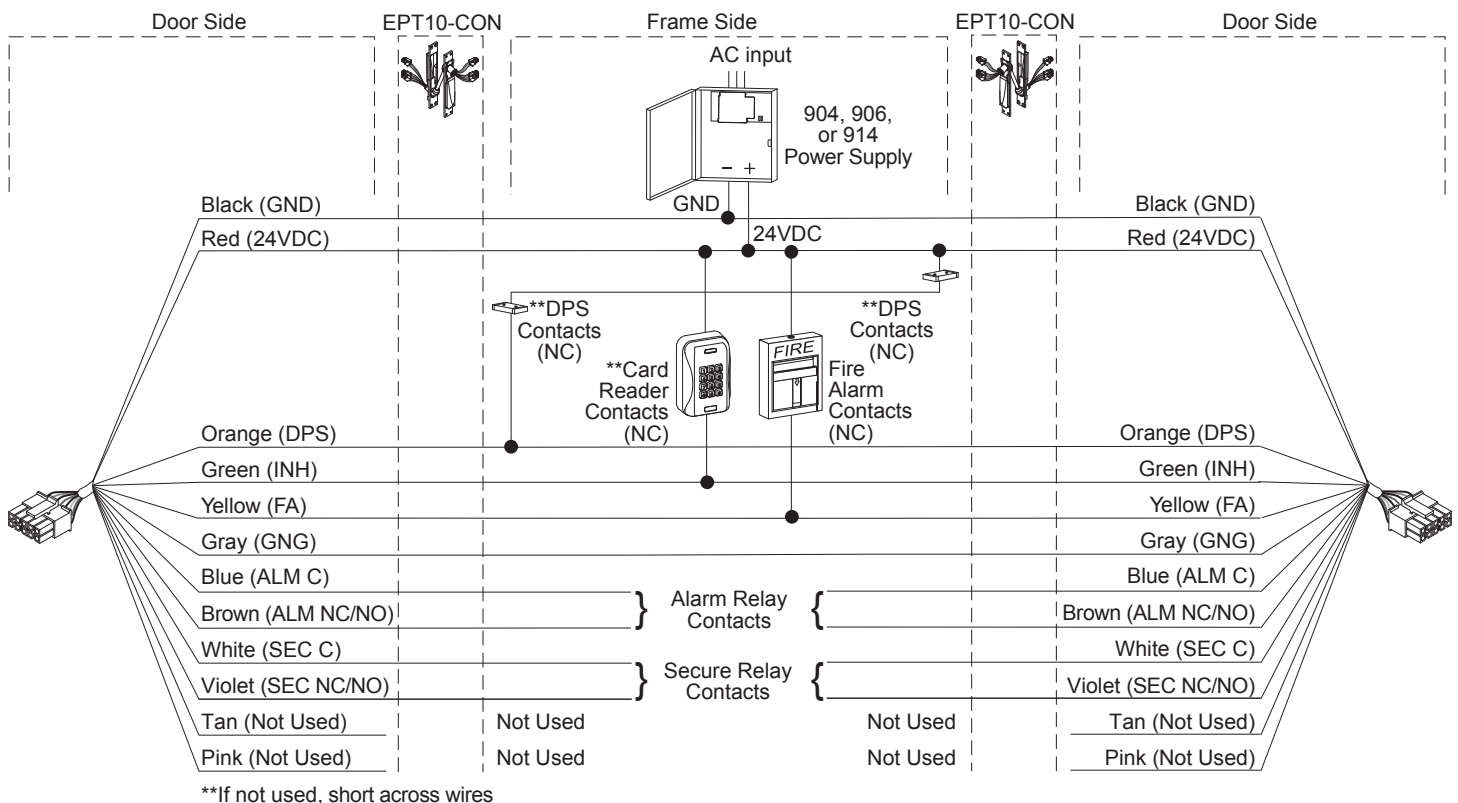 Door Side
EPT10-CON
Frame Side
EPT10-CON
Door Side
AC input
904, 906,
or 914
Power Supply
– +
GND
24VDC
Black (GND)
Red (24VDC)
Black (GND)
Red (24VDC)
**DPS
Contacts
(NC)
**DPS
Contacts
(NC)
**Card
Reader
Contacts
(NC)
FIRE
Fire
Alarm
Contacts
(NC)
Orange (DPS)
Orange (DPS)
Green (INH)
Green (INH)
Yellow (FA)
Yellow (FA)
Gray (GNG)
Gray (GNG)
Blue (ALM C)
Blue (ALM C)
Brown (ALM NC/NO)
} Alarm Relay {
Contacts
Brown (ALM NC/NO)
White (SEC C)
White (SEC C)
Violet (SEC NC/NO)
} Secure Relay {
Contacts
Violet (SEC NC/NO)
Tan (Not Used)
Not Used
Not Used
Tan (Not Used)
Pink (Not Used)
Not Used
Not Used
Pink (Not Used)
**If not used, short across wires